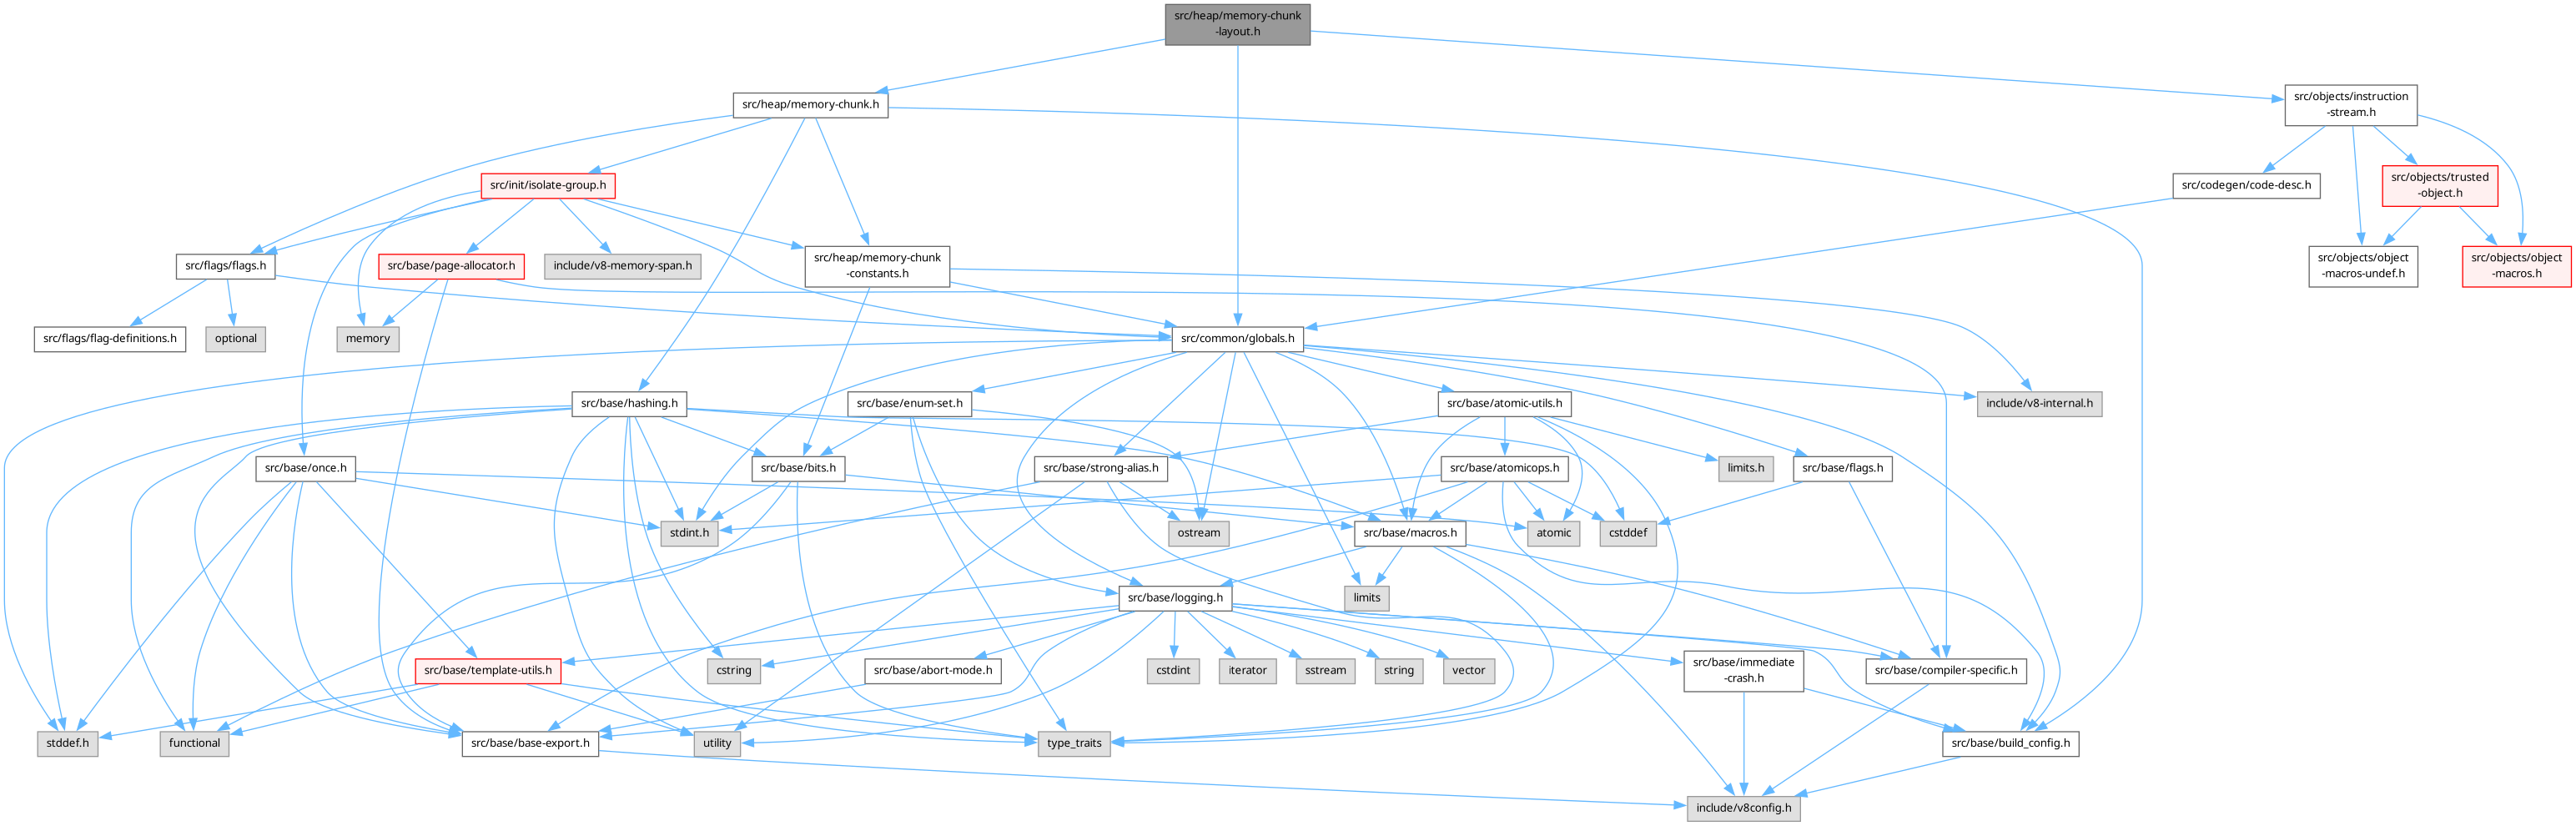 src/heap/memory-chunk
-layout.h
src/heap/memory-chunk.h
src/objects/instruction
-stream.h
src/init/isolate-group.h
src/codegen/code-desc.h
src/objects/trusted
-object.h
src/flags/flags.h
src/base/page-allocator.h
include/v8-memory-span.h
src/heap/memory-chunk
-constants.h
src/objects/object
-macros-undef.h
src/objects/object
-macros.h
src/flags/flag-definitions.h
optional
memory
src/common/globals.h
src/base/hashing.h
src/base/enum-set.h
src/base/atomic-utils.h
include/v8-internal.h
src/base/once.h
src/base/bits.h
src/base/strong-alias.h
src/base/atomicops.h
limits.h
src/base/flags.h
stdint.h
ostream
src/base/macros.h
atomic
cstddef
src/base/logging.h
limits
src/base/template-utils.h
cstring
src/base/abort-mode.h
cstdint
iterator
sstream
string
vector
src/base/immediate
-crash.h
src/base/compiler-specific.h
stddef.h
functional
src/base/base-export.h
utility
type_traits
src/base/build_config.h
include/v8config.h